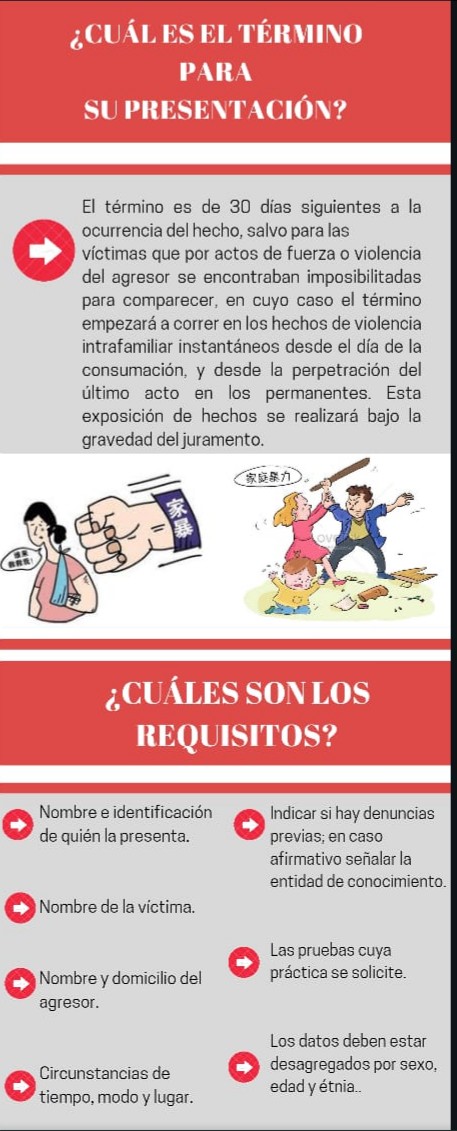 ¿CUÁL ES EL TÉRMINO
PARA
SU PRESENTACIÓN?
El término es de 30 días siguientes a la
ocurrencia del hecho, salvo para las
víctimas que por actos de fuerza o violencia
del agresor se encontraban imposibilitadas
para comparecer, en cuyo caso el término
empezará a correr en los hechos de violencia
intrafamiliar instantáneos desde el día de la
consumación, y desde la perpetración del
último acto en los permanentes. Esta
exposición de hechos se realizará bajo la
gravedad del juramento.
家暴
家庭暴力
¿CUÁLES SON LOS
REQUISITOS?
Nombre e identificación
de quién la presenta.
Nombre de la víctima.
Nombre y domicilio del
agresor.
Circunstancias de
tiempo, modo y lugar.
Indicar si hay denuncias
previas; en caso
afirmativo señalar la
entidad de conocimiento.
Las pruebas cuya
práctica se solicite.
Los datos deben estar
desagregados por sexo,
edad y étnia..